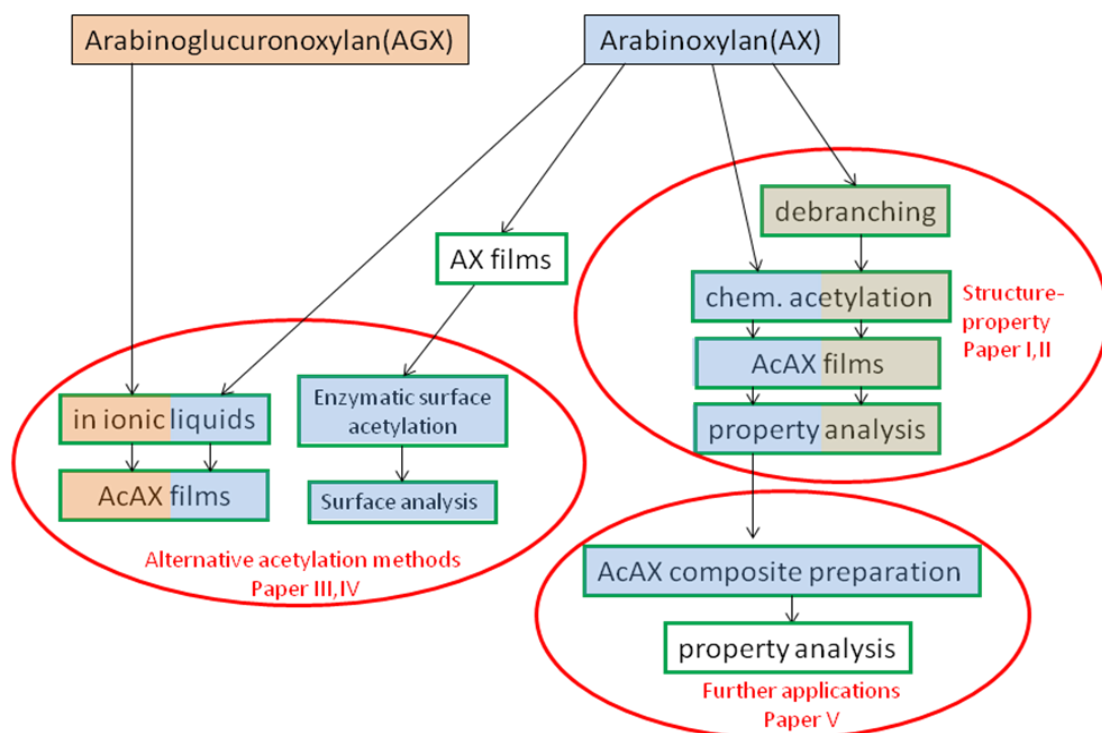 Arabinoglucuronoxylan(AGX)
Arabinoxylan(AX)
debranching
AX films
chem. acetylation
Structure-
property
Paper I,II
AcAX films
property analysis
in ionic liquids
Enzymatic surface
acetylation
AcAX films
Surface analysis
Alternative acetylation methods
Paper III,IV
AcAX composite preparation
property analysis
Further applications
Paper V